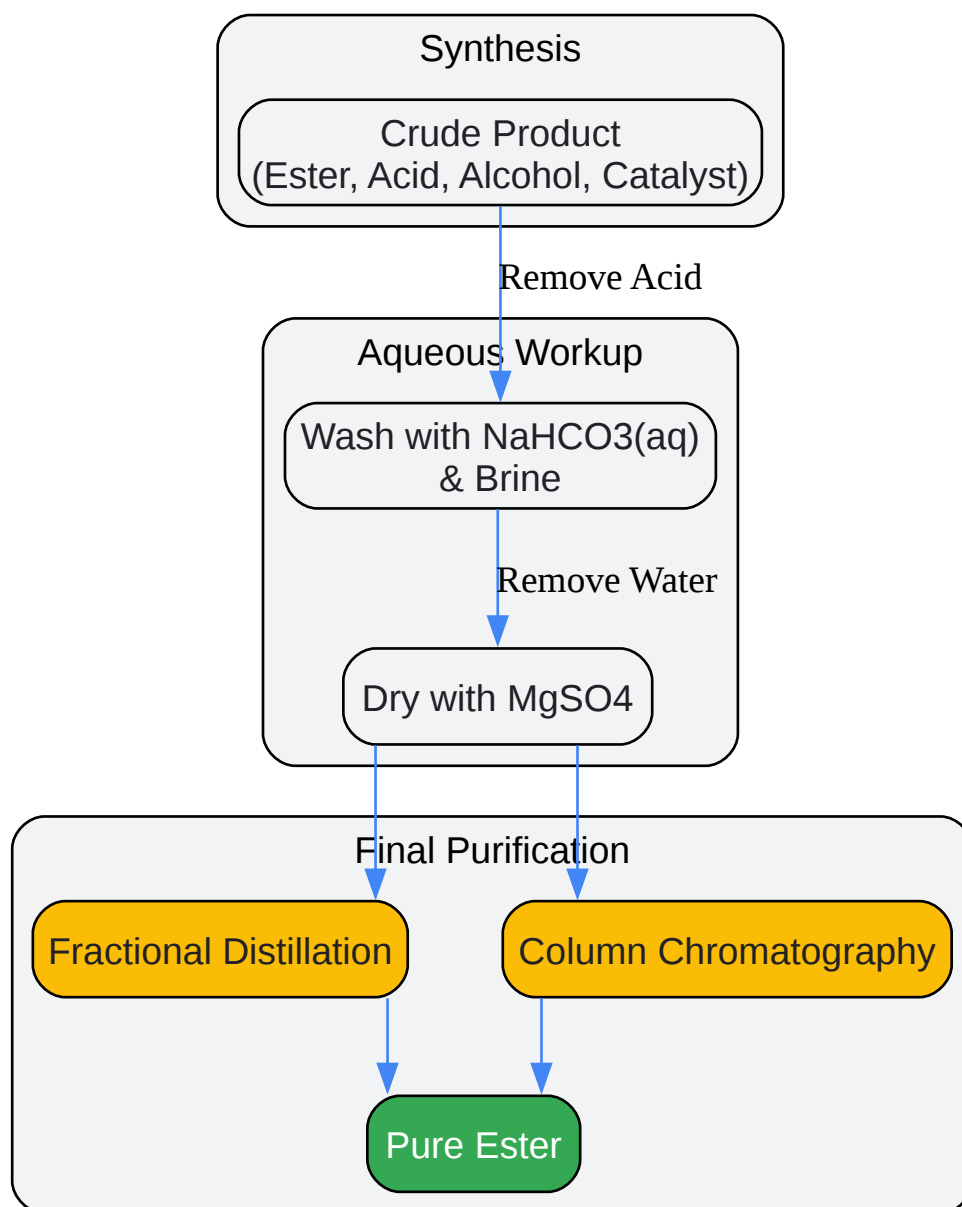 Synthesis
Crude Product
(Ester, Acid, Alcohol, Catalyst)
Remove Acid
Aqueous Workup
Wash with NaHCO3(aq)
& Brine
Remove Water
Dry with MgSO4
Final Purification
Fractional Distillation
Column Chromatography
Pure Ester